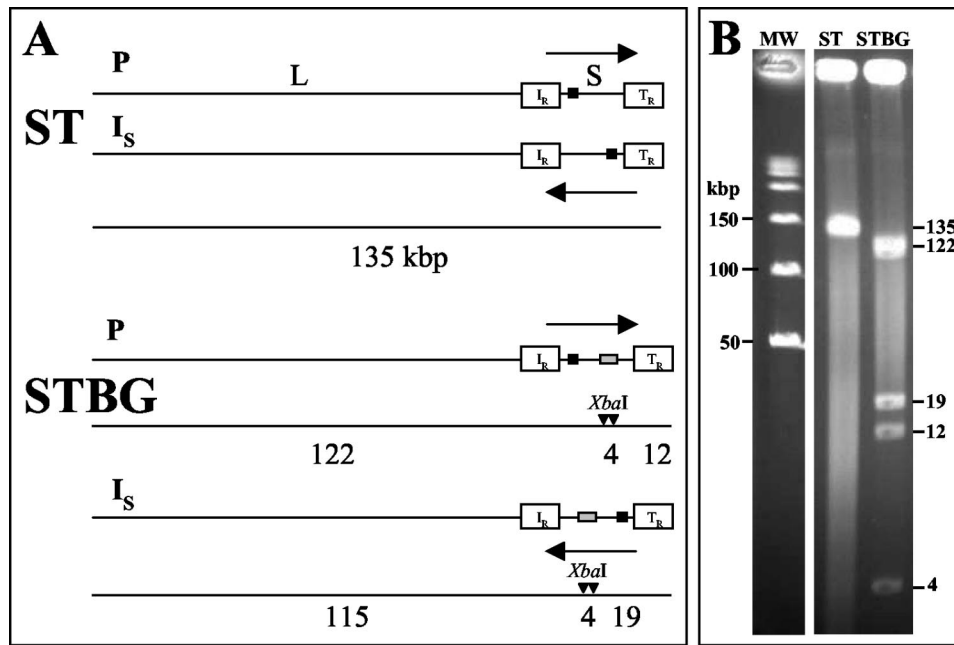 A
P
L
S
I_R
T_R
ST
I_S
I_R
T_R
135 kbp
P
I_R
T_R
STBG
XbaI
122 4 12
I_S
I_R
T_R
XbaI
115 4 19
B
MW ST STBG
kbp
150
100
50
135
122
19
12
4